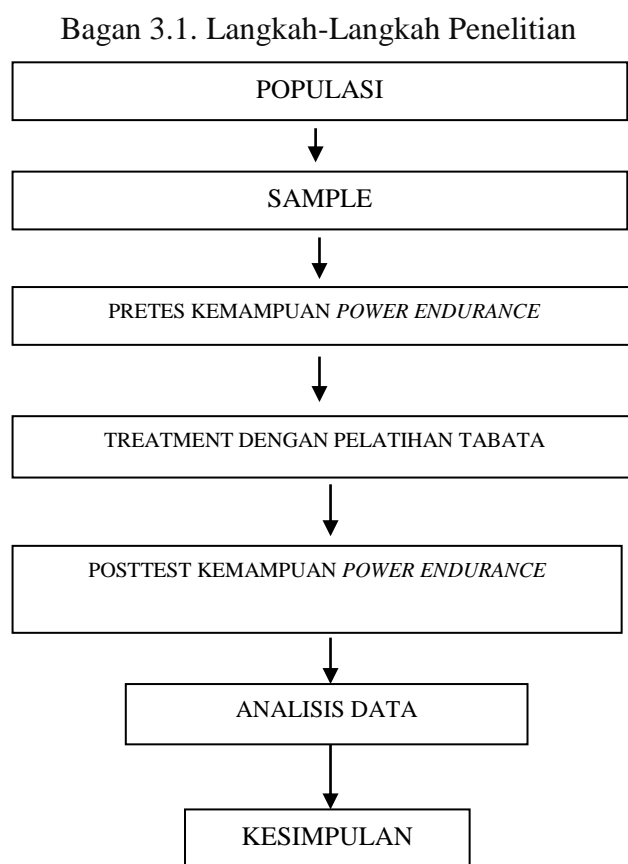 Bagan 3.1. Langkah-Langkah Penelitian
POPULASI
SAMPLE
PRETES KEMAMPUAN POWER ENDURANCE
TREATMENT DENGAN PELATIHAN TABATA
POSTTEST KEMAMPUAN POWER ENDURANCE
ANALISIS DATA
KESIMPULAN